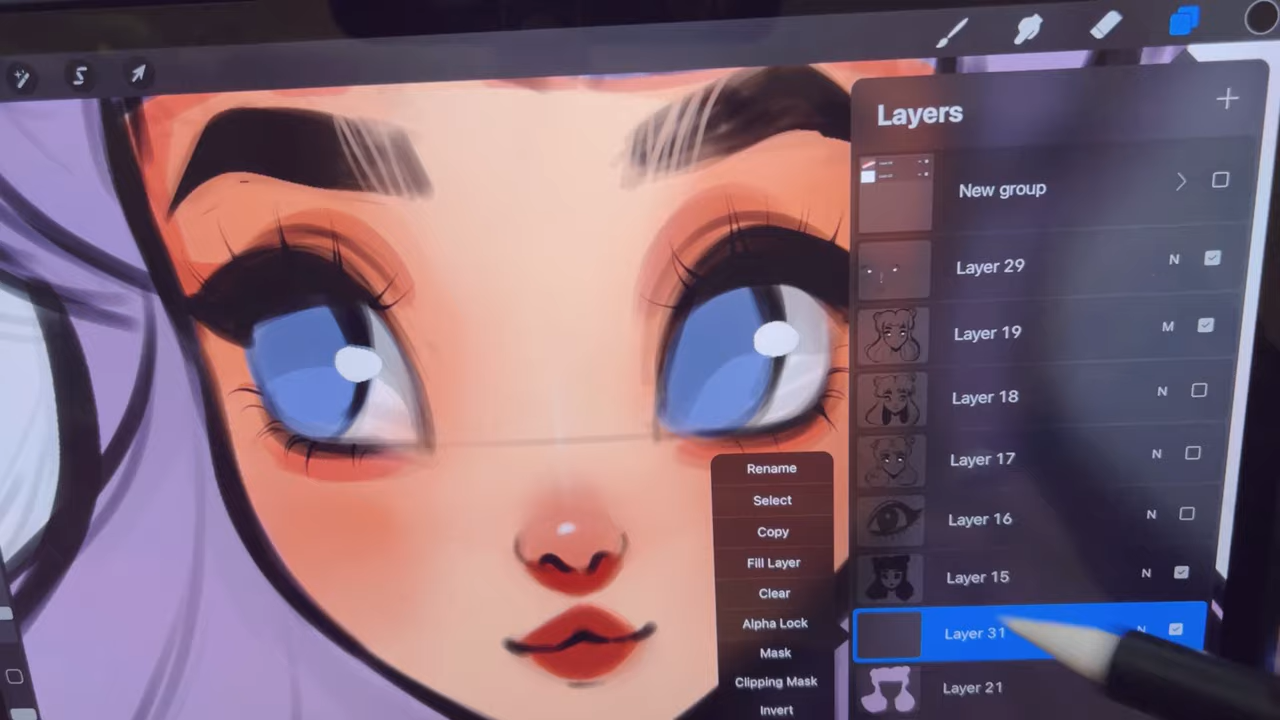 Layers
New group
Layer 29 N
Layer 19 M
Layer 18 N
Layer 17 N
Layer 16 N
Layer 15 N
Layer 31 N
Layer 21
Rename
Select
Copy
Fill Layer
Clear
Alpha Lock
Mask
Clipping Mask
Invert